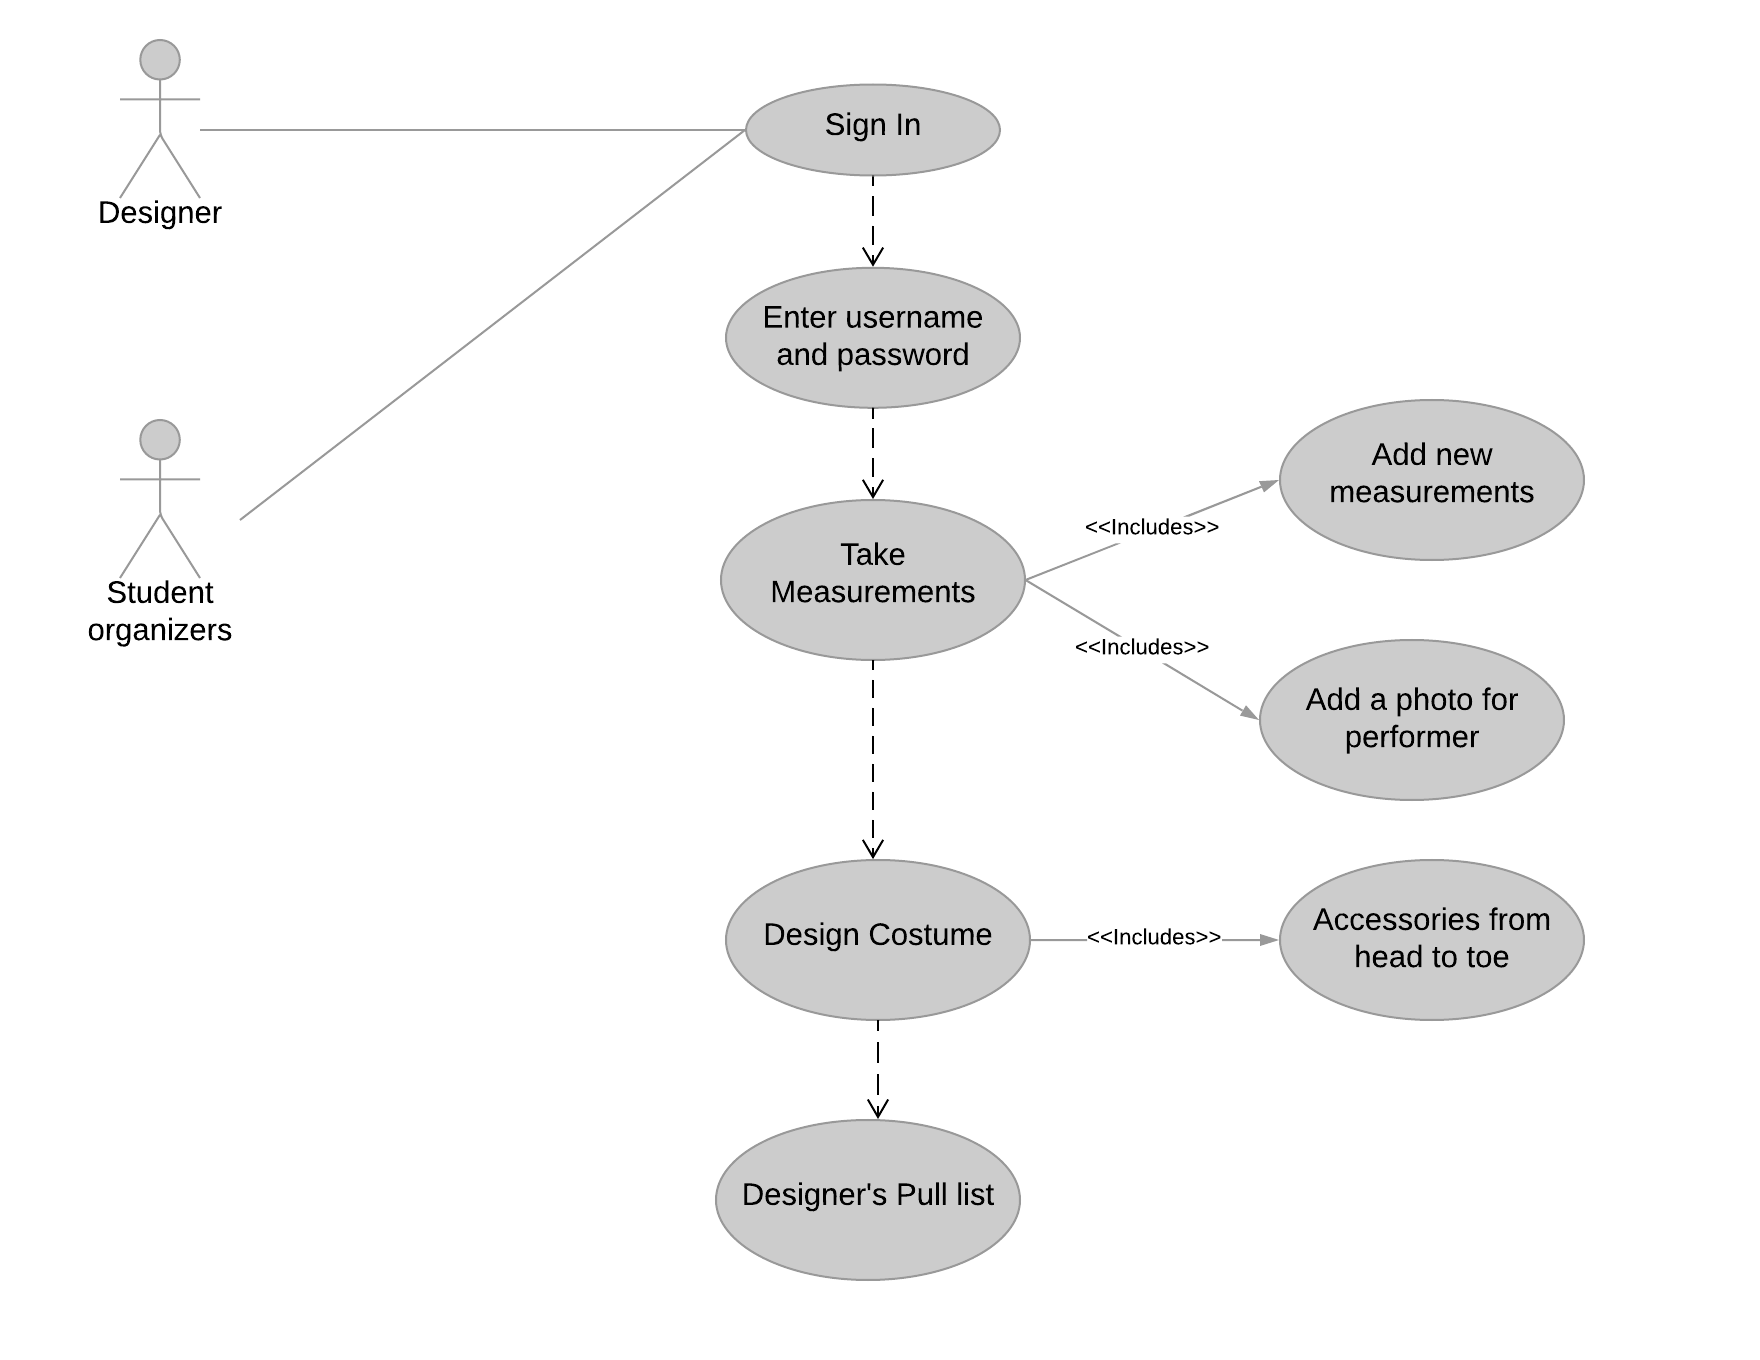 Sign In
Designer
Enter username
and password
Add new
measurements
<<Includes>>
Take
Measurements
Student
organizers
<<Includes>>
Add a photo for
performer
Design Costume
<<Includes>>
Accessories from
head to toe
Designer's Pull list